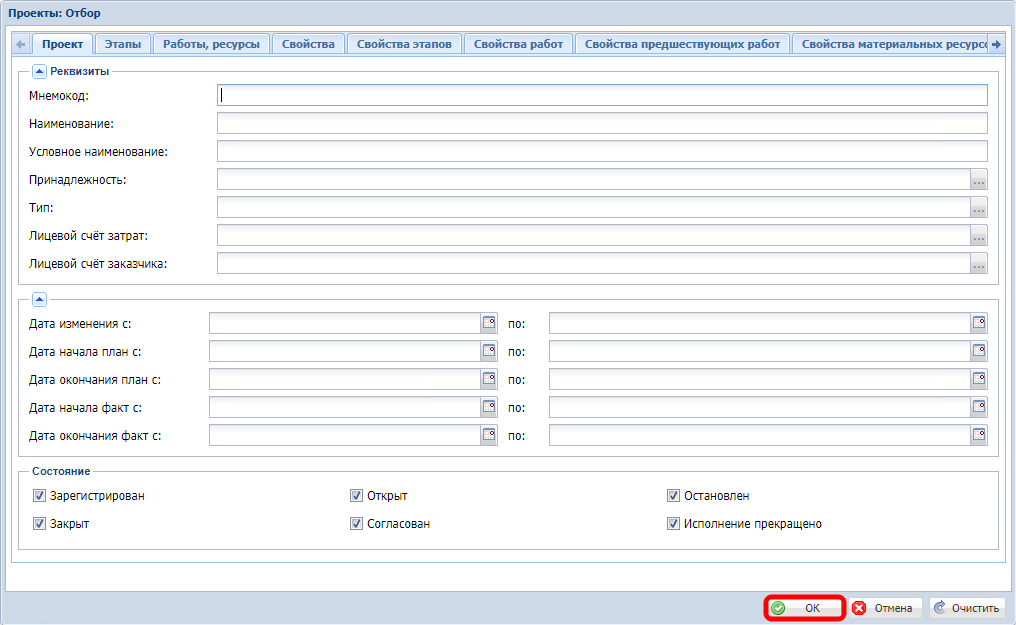 Проекты: Отбор
Проект Этапы Работы, ресурсы Свойства Свойства этапов Свойства работ Свойства предшествующих работ Свойства материальных ресурсо
Реквизиты
Мнемокод:
Наименование:
Условное наименование:
Принадлежность: ...
Тип: ...
Лицевой счёт затрат: ...
Лицевой счёт заказчика: ...
Дата изменения с: по:
Дата начала план с: по:
Дата окончания план с: по:
Дата начала факт с: по:
Дата окончания факт с: по:
Состояние
Зарегистрирован Открыт Остановлен
Закрыт Согласован Исполнение прекращено
ОК Отмена Очистить